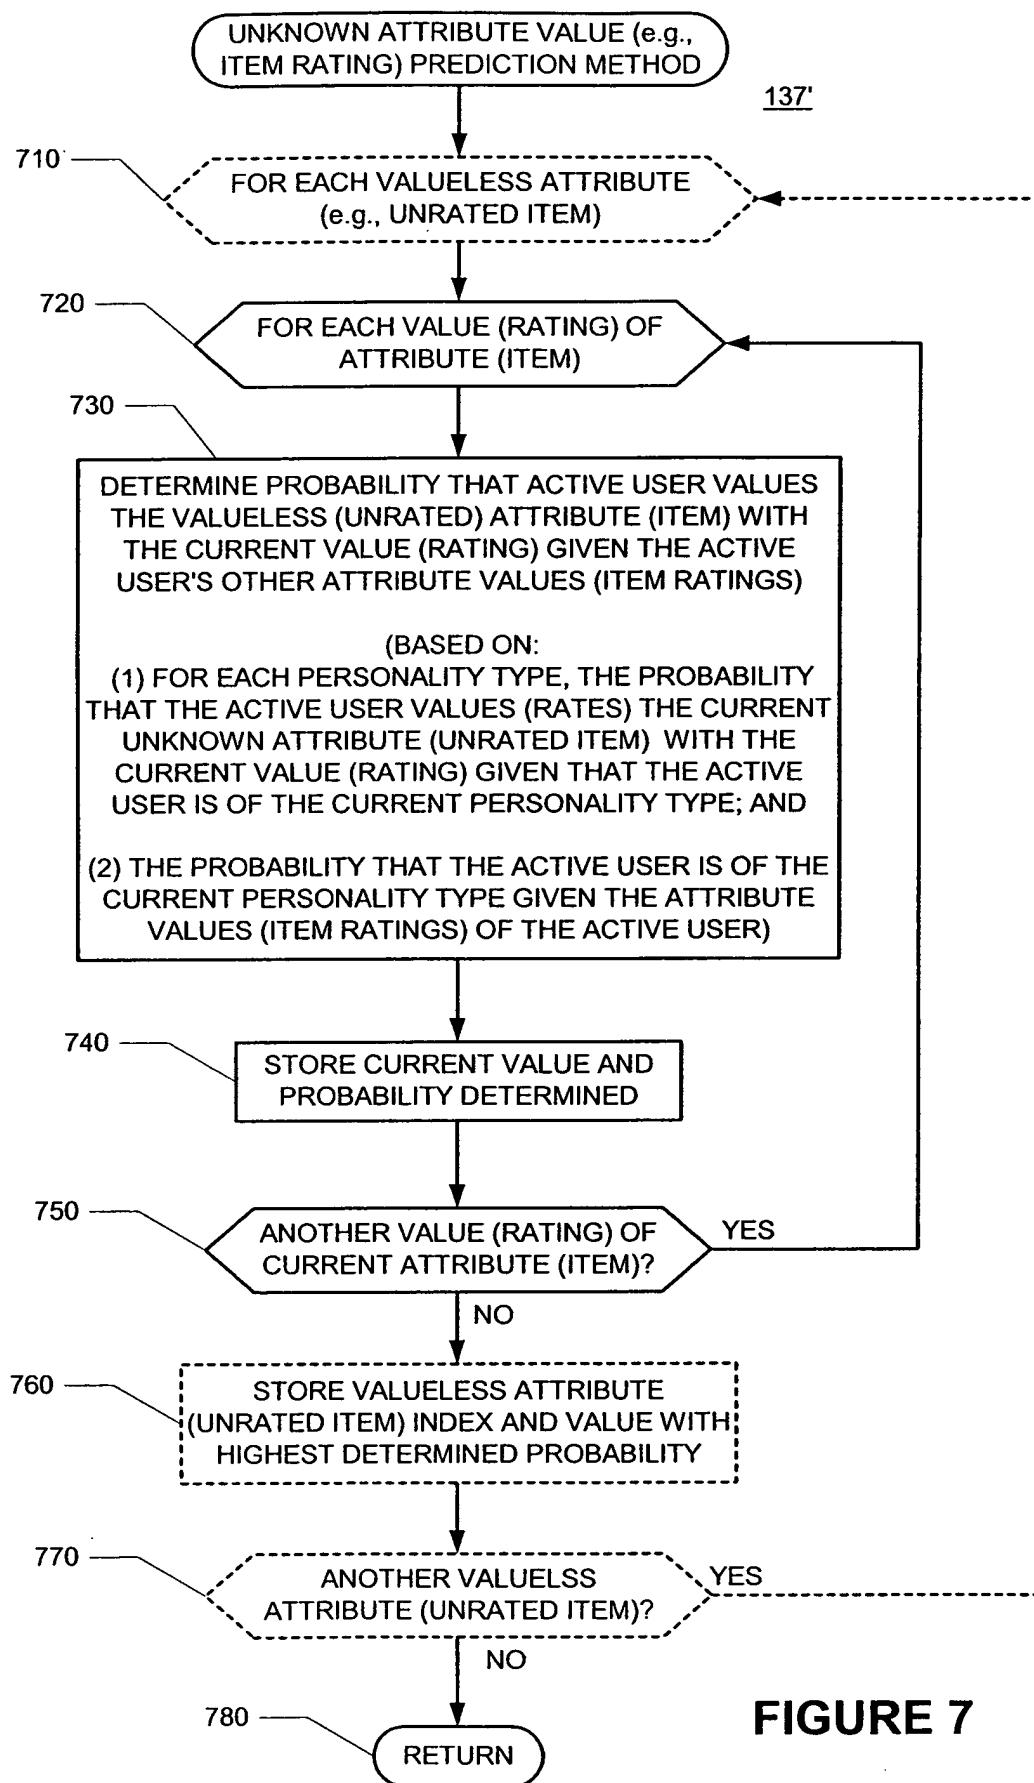 UNKNOWN ATTRIBUTE VALUE (e.g.,
ITEM RATING) PREDICTION METHOD
137'
710
FOR EACH VALUELESS ATTRIBUTE
(e.g., UNRATED ITEM)
720
FOR EACH VALUE (RATING) OF
ATTRIBUTE (ITEM)
730
DETERMINE PROBABILITY THAT ACTIVE USER VALUES
THE VALUELESS (UNRATED) ATTRIBUTE (ITEM) WITH
THE CURRENT VALUE (RATING) GIVEN THE ACTIVE
USER'S OTHER ATTRIBUTE VALUES (ITEM RATINGS)
(BASED ON:
(1) FOR EACH PERSONALITY TYPE, THE PROBABILITY
THAT THE ACTIVE USER VALUES (RATES) THE CURRENT
UNKNOWN ATTRIBUTE (UNRATED ITEM) WITH THE
CURRENT VALUE (RATING) GIVEN THAT THE ACTIVE
USER IS OF THE CURRENT PERSONALITY TYPE; AND
(2) THE PROBABILITY THAT THE ACTIVE USER IS OF THE
CURRENT PERSONALITY TYPE GIVEN THE ATTRIBUTE
VALUES (ITEM RATINGS) OF THE ACTIVE USER)
740
STORE CURRENT VALUE AND
PROBABILITY DETERMINED
750
ANOTHER VALUE (RATING) OF
CURRENT ATTRIBUTE (ITEM)?
YES
NO
760
STORE VALUELESS ATTRIBUTE
(UNRATED ITEM) INDEX AND VALUE WITH
HIGHEST DETERMINED PROBABILITY
770
ANOTHER VALUELSS
ATTRIBUTE (UNRATED ITEM)?
YES
NO
780
RETURN
FIGURE 7